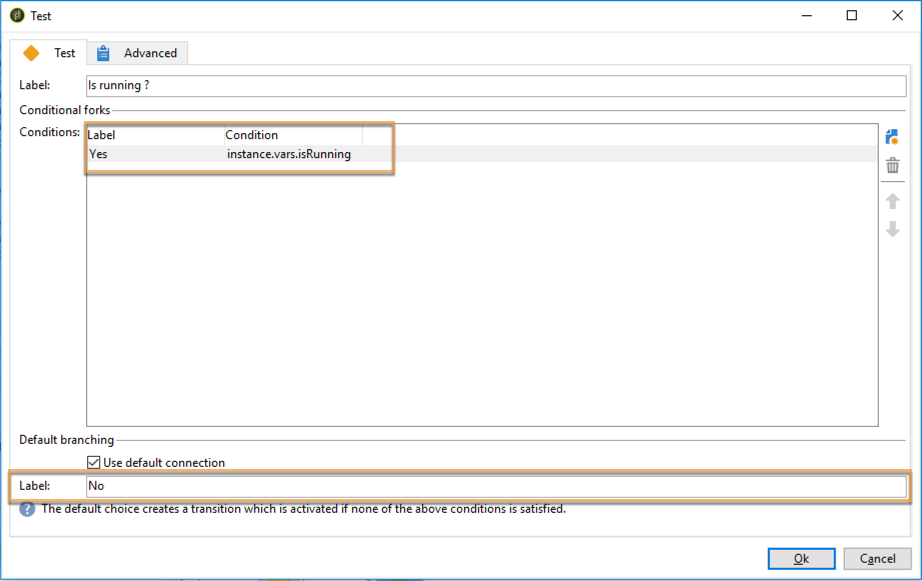 Test
Test Advanced
Label: Is running ?
Conditional forks
Conditions: Label Condition
Yes instance.vars.isRunning
Default branching
Use default connection
Label: No
? The default choice creates a transition which is activated if none of the above conditions is satisfied.
Ok Cancel